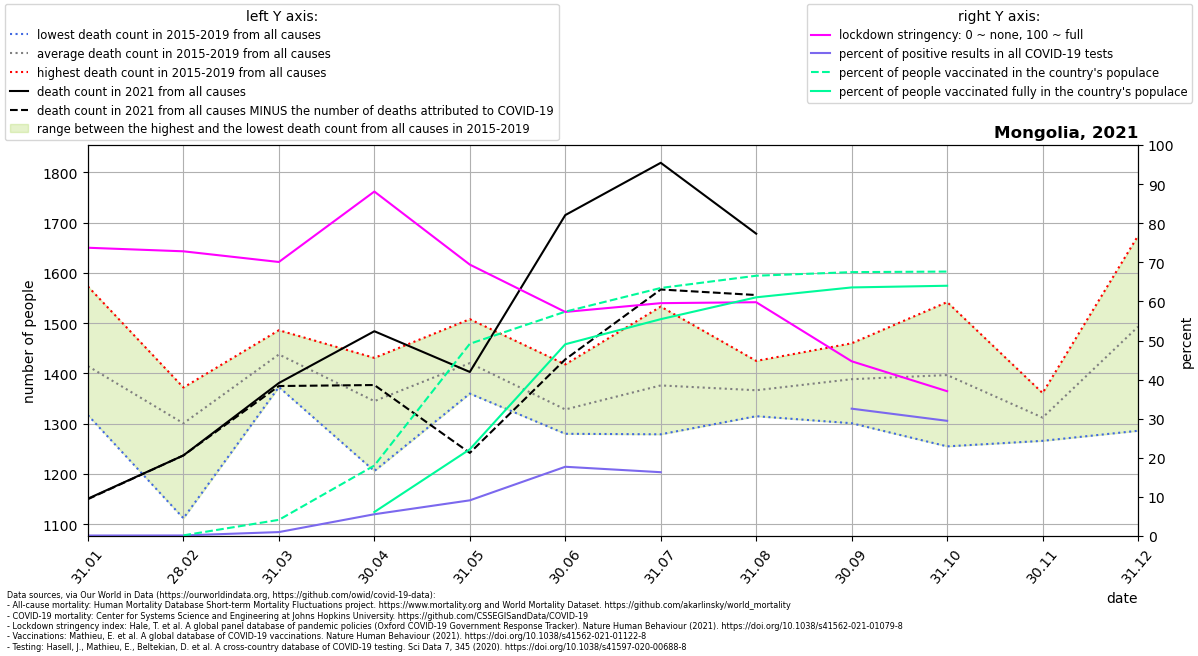 left Y axis:
lowest death count in 2015-2019 from all causes
average death count in 2015-2019 from all causes
highest death count in 2015-2019 from all causes
death count in 2021 from all causes
death count in 2021 from all causes MINUS the number of deaths attributed to COVID-19
range between the highest and the lowest death count from all causes in 2015-2019
right Y axis:
lockdown stringency: 0 ~ none, 100 ~ full
percent of positive results in all COVID-19 tests
percent of people vaccinated in the country's populace
percent of people vaccinated fully in the country's populace
Mongolia, 2021
number of people
1800
1700
1600
1500
1400
1300
1200
1100
100
90
80
70
60
50
40
30
20
10
0
percent
31.01
28.02
31.03
30.04
31.05
30.06
31.07
31.08
30.09
31.10
30.11
31.12
date
Data sources, via Our World in Data (https://ourworldindata.org, https://github.com/owid/covid-19-data):
- All-cause mortality: Human Mortality Database Short-term Mortality Fluctuations project. https://www.mortality.org and World Mortality Dataset. https://github.com/akarlinsky/world_mortality
- COVID-19 mortality: Center for Systems Science and Engineering at Johns Hopkins University. https://github.com/CSSEGISandData/COVID-19
- Lockdown stringency index: Hale, T. et al. A global panel database of pandemic policies (Oxford COVID-19 Government Response Tracker). Nature Human Behaviour (2021). https://doi.org/10.1038/s41562-021-01079-8
- Vaccinations: Mathieu, E. et al. A global database of COVID-19 vaccinations. Nature Human Behaviour (2021). https://doi.org/10.1038/s41562-021-01122-8
- Testing: Hasell, J., Mathieu, E., Beltekian, D. et al. A cross-country database of COVID-19 testing. Sci Data 7, 345 (2020). https://doi.org/10.1038/s41597-020-00688-8